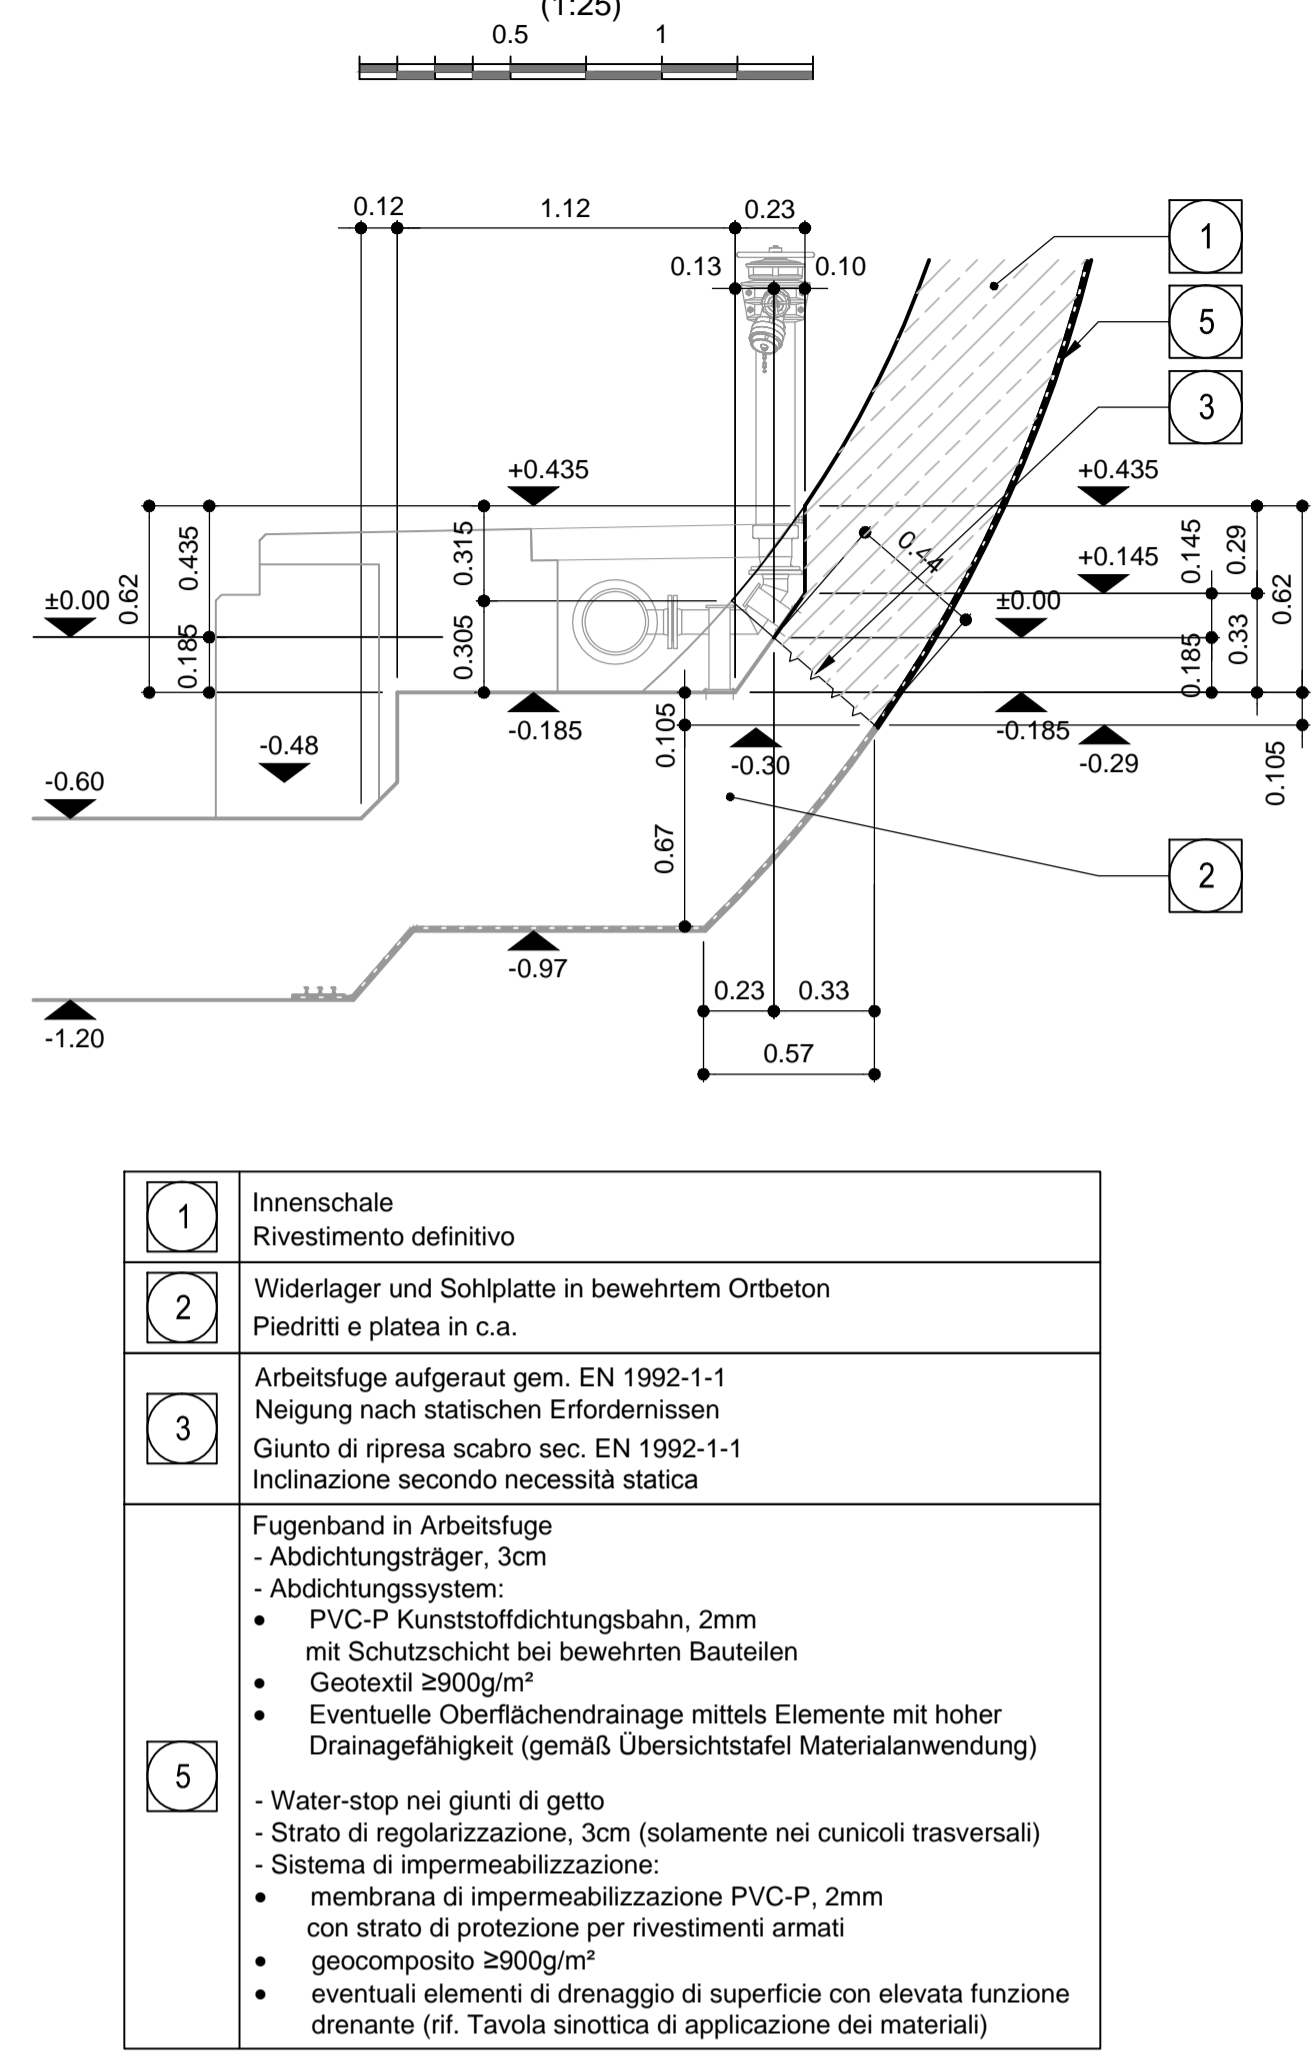 (1:25)
0.5 1
0.12 1.12 0.23
0.13 0.10
1
5
3
+0.435 +0.435
0.62
0.435
0.185
0.315
0.305
0.44
+0.145
0.145
0.29
0.62
±0.00 ±0.00
0.185
0.33
-0.185
0.105
-0.30
-0.185
-0.29
0.105
-0.48
-0.60
0.67
2
-0.97
-1.20
0.23 0.33
0.57
1
Innenschale
Rivestimento definitivo
2
Widerlager und Sohlplatte in bewehrtem Ortbeton
Piedritti e platea in c.a.
3
Arbeitsfuge aufgeraut gem. EN 1992-1-1
Neigung nach statischen Erfordernissen
Giunto di ripresa scabro sec. EN 1992-1-1
Inclinazione secondo necessità statica
5
Fugenband in Arbeitsfuge
- Abdichtungsträger, 3cm
- Abdichtungssystem:
• PVC-P Kunststoffdichtungsbahn, 2mm
mit Schutzschicht bei bewehrten Bauteilen
• Geotextil ≥900g/m²
• Eventuelle Oberflächendrainage mittels Elemente mit hoher
Drainagefähigkeit (gemäß Übersichtstafel Materialanwendung)
- Water-stop nei giunti di getto
- Strato di regolarizzazione, 3cm (solamente nei cunicoli trasversali)
- Sistema di impermeabilizzazione:
• membrana di impermeabilizzazione PVC-P, 2mm
con strato di protezione per rivestimenti armati
• geocomposito ≥900g/m²
• eventuali elementi di drenaggio di superficie con elevata funzione
drenante (rif. Tavola sinottica di applicazione dei materiali)